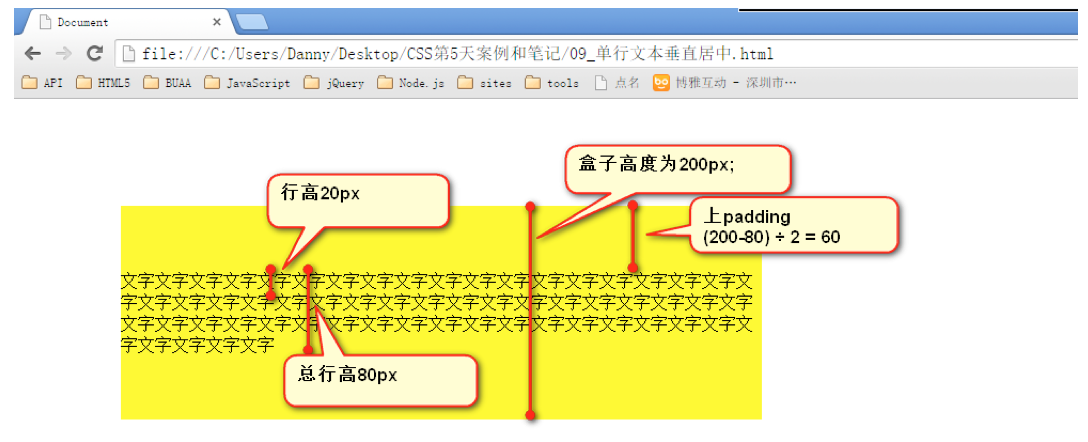 Document
file:///C:/Users/Danny/Desktop/CSS第5天案例和笔记/09_单行文本垂直居中.html
API HTML5 BUAA JavaScript jQuery Node.js sites tools 点名 博雅互动 - 深圳市…
盒子高度为200px;
行高20px
上padding
(200-80) ÷ 2 = 60
文字文字文字文字文字文字文字文字文字文字文字文字文字文字文字文字文字文字文
字文字文字文字文字文字文字文字文字文字文字文字文字文字文字文字文字文字文字
文字文字文字文字文字文字文字文字文字文字文字文字文字文字文字文字文字文字文
字文字文字文字文字
总行高80px